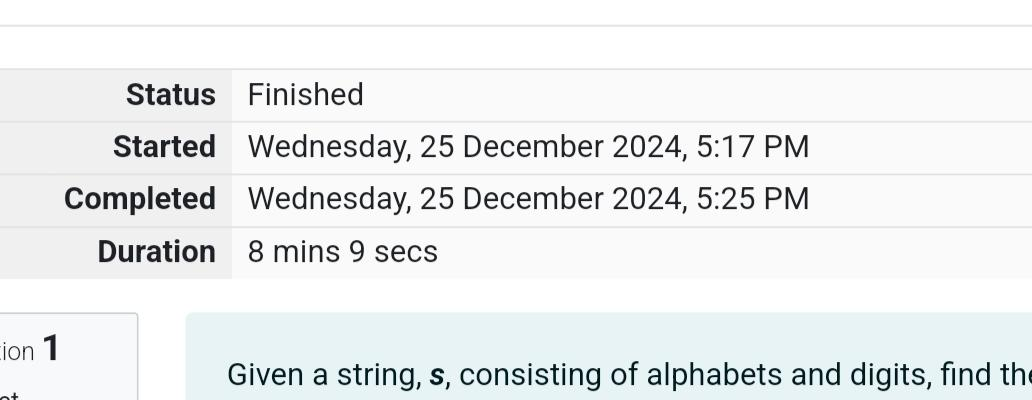 Status Finished
Started Wednesday, 25 December 2024, 5:17 PM
Completed Wednesday, 25 December 2024, 5:25 PM
Duration 8 mins 9 secs
tion 1
Given a string, s, consisting of alphabets and digits, find the